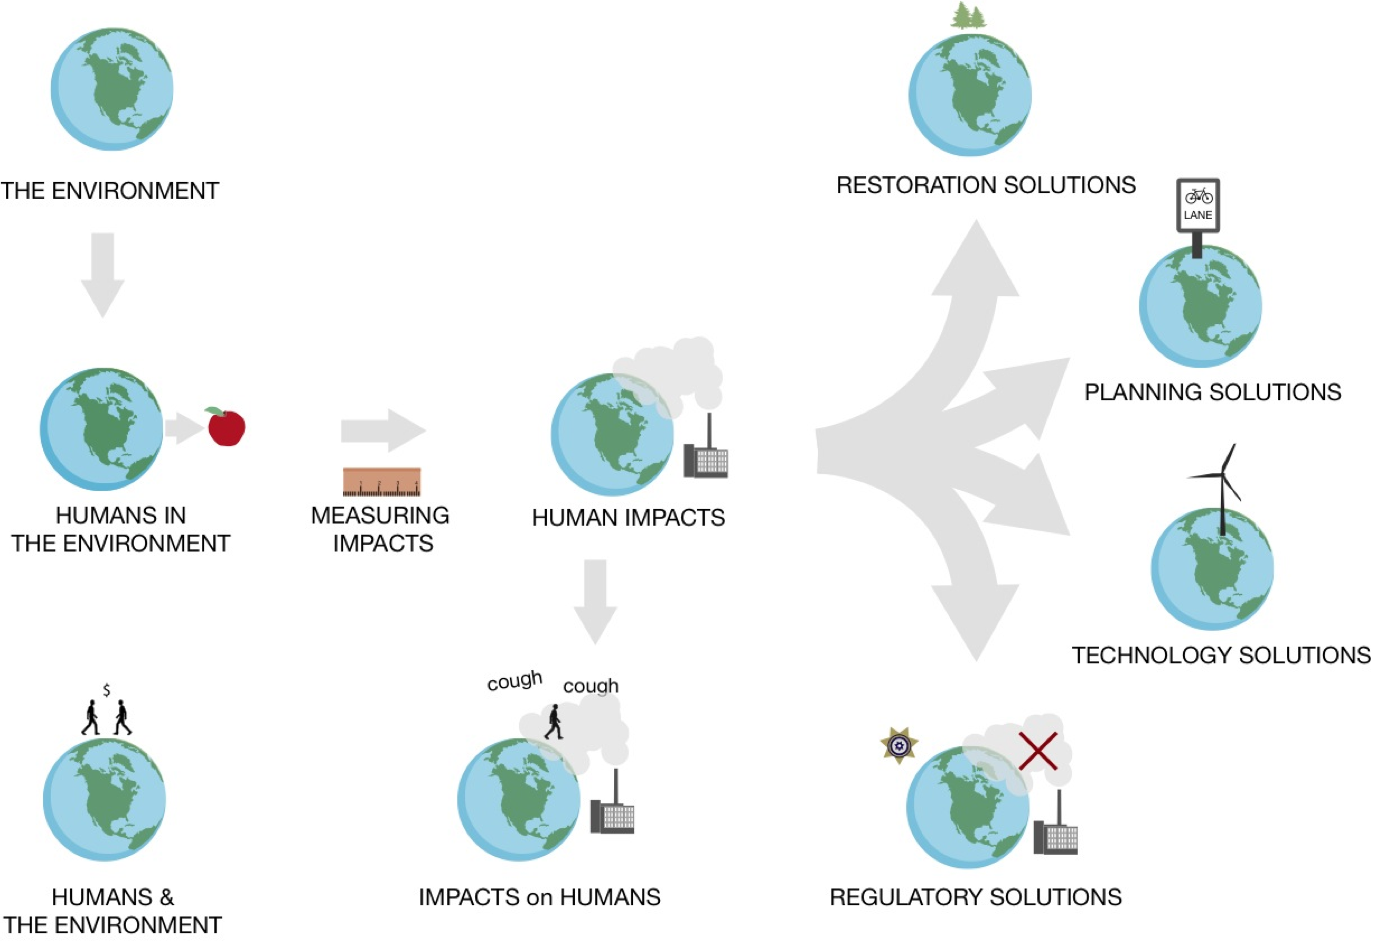 THE ENVIRONMENT
HUMANS IN
THE ENVIRONMENT
MEASURING
IMPACTS
HUMAN IMPACTS
RESTORATION SOLUTIONS
LANE
PLANNING SOLUTIONS
TECHNOLOGY SOLUTIONS
$
HUMANS &
THE ENVIRONMENT
cough cough
IMPACTS on HUMANS
REGULATORY SOLUTIONS